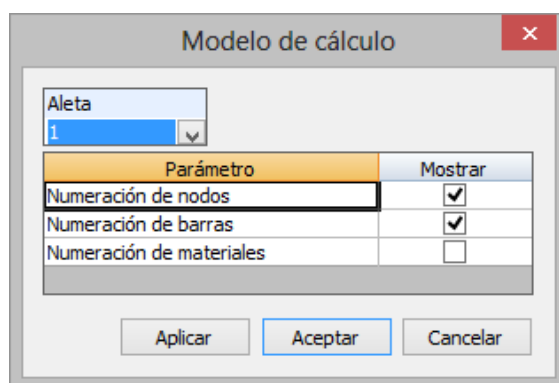 Modelo de cálculo
Aleta
1
Parámetro Mostrar
Numeración de nodos
Numeración de barras
Numeración de materiales
Aplicar Aceptar Cancelar